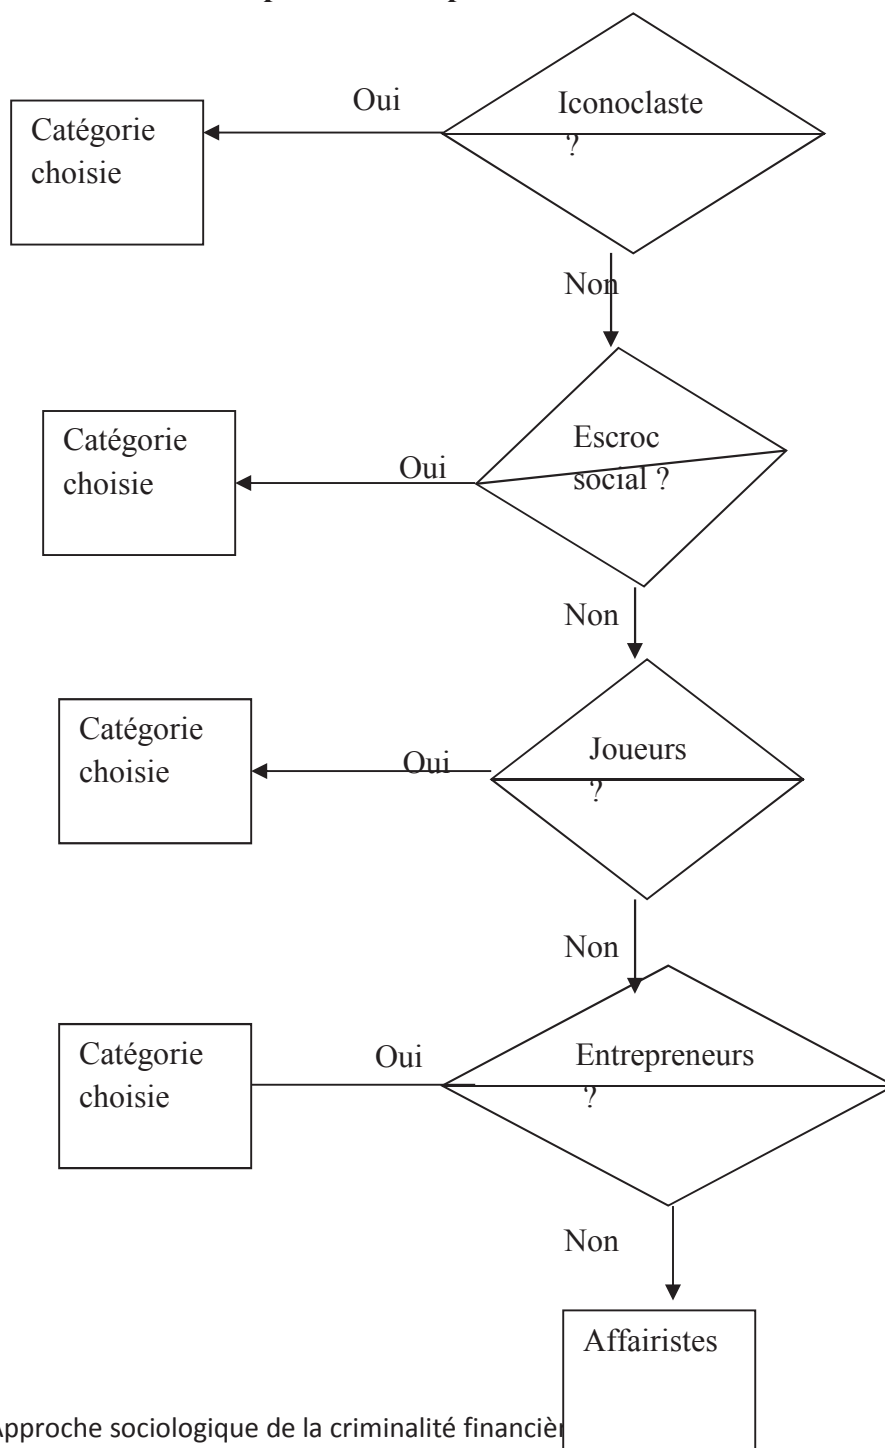 Iconoclaste
?
Oui
Catégorie
choisie
Non
Escroc
social ?
Oui
Catégorie
choisie
Non
Joueurs
?
Oui
Catégorie
choisie
Non
Entrepreneurs
?
Oui
Catégorie
choisie
Non
Affairistes
Approche sociologique de la criminalité